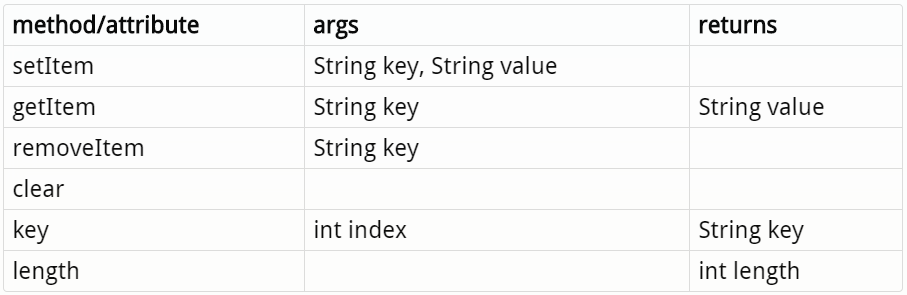 method/attribute args returns
setItem String key, String value
getItem String key String value
removeItem String key
clear
key int index String key
length int length